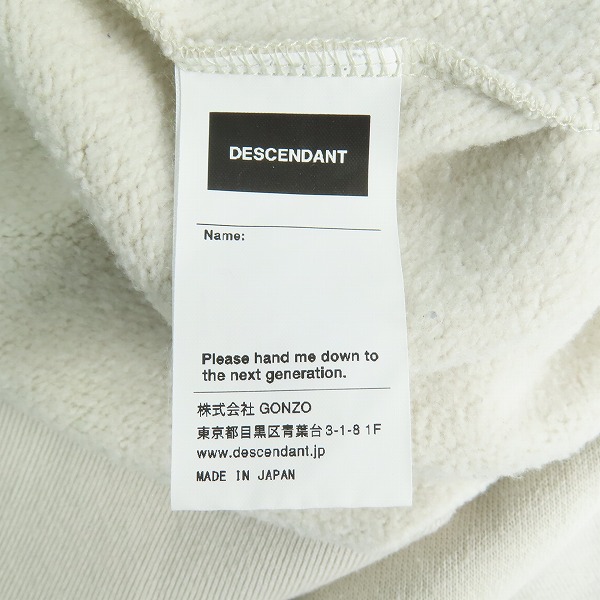 DESCENDANT
Name:
Please hand me down to
the next generation.
株式会社 GONZO
東京都目黒区青葉台3-1-8 1F
www.descendant.jp
MADE IN JAPAN